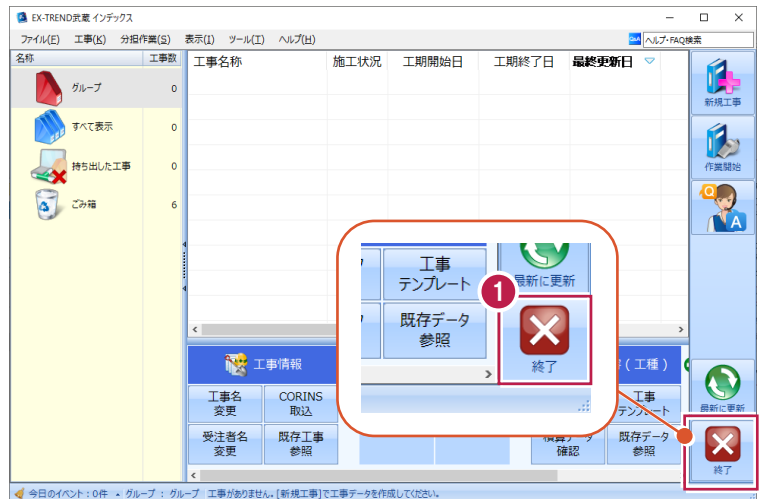 EX-TREND武蔵 インデックス
ファイル(F) 工事(K) 分担作業(S) 表示(I) ツール(T) ヘルプ(H)
Q&A ヘルプ・FAQ検索
名称 工事数
グループ 0
すべて表示 0
持ち出した工事 0
ごみ箱 6
工事名称 施工状況 工期開始日 工期終了日 最終更新日
新規工事
作業開始
Q
A
工事
テンプレート
最新に更新
1
既存データ
参照
終了
工事情報
(工種)
工事名
変更
CORINS
取込
工事
テンプレート
最新に更新
受注者名
変更
既存工事
参照
確認
既存データ
参照
終了
今日のイベント:0件 グループ : グループ 工事がありません。[新規工事]で工事データを作成してください。